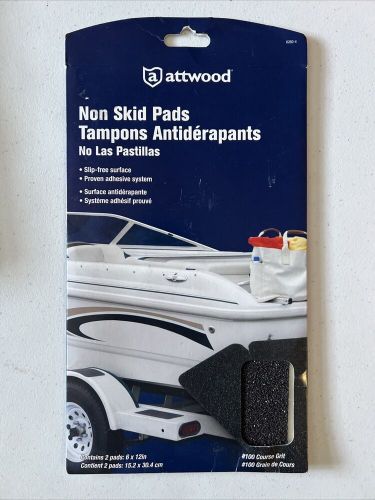 attwood
Non Skid Pads
Tampons Antidérapants
No Las Pastillas
• Slip-free surface
• Proven adhesive system
• Surface antidérapante
• Système adhésif prouvé
Contains 2 pads: 6 x 12in
Contient 2 pads: 15.2 x 30.4 cm
#100 Course Grit
#100 Grain de Cours